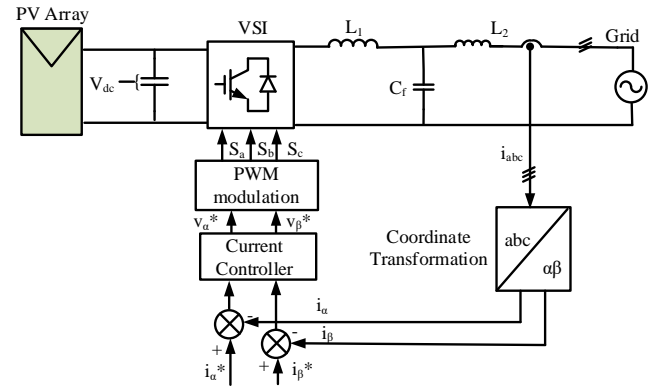 PV Array
VSI
L1
L2
Grid
Vdc
Cf
Sa Sb Sc
iabc
PWM
modulation
vα* vβ*
Current
Controller
Coordinate
Transformation
abc
αβ
iα
-
iβ
-
+
iα*
+
iβ*